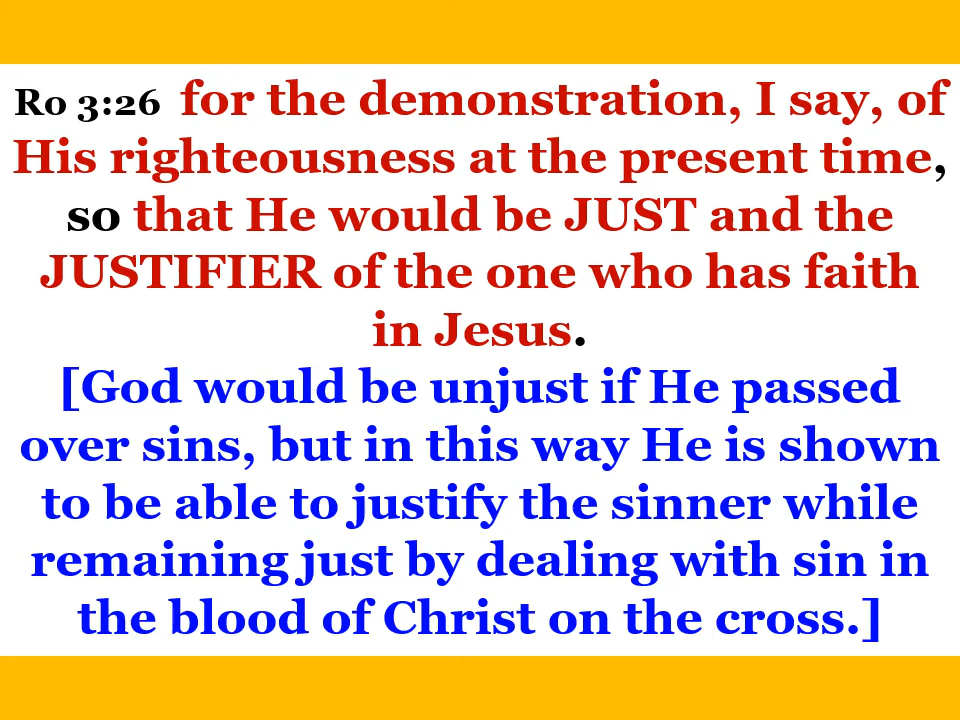 Ro 3:26 for the demonstration, I say, of
His righteousness at the present time,
so that He would be JUST and the
JUSTIFIER of the one who has faith
in Jesus.
[God would be unjust if He passed
over sins, but in this way He is shown
to be able to justify the sinner while
remaining just by dealing with sin in
the blood of Christ on the cross.]